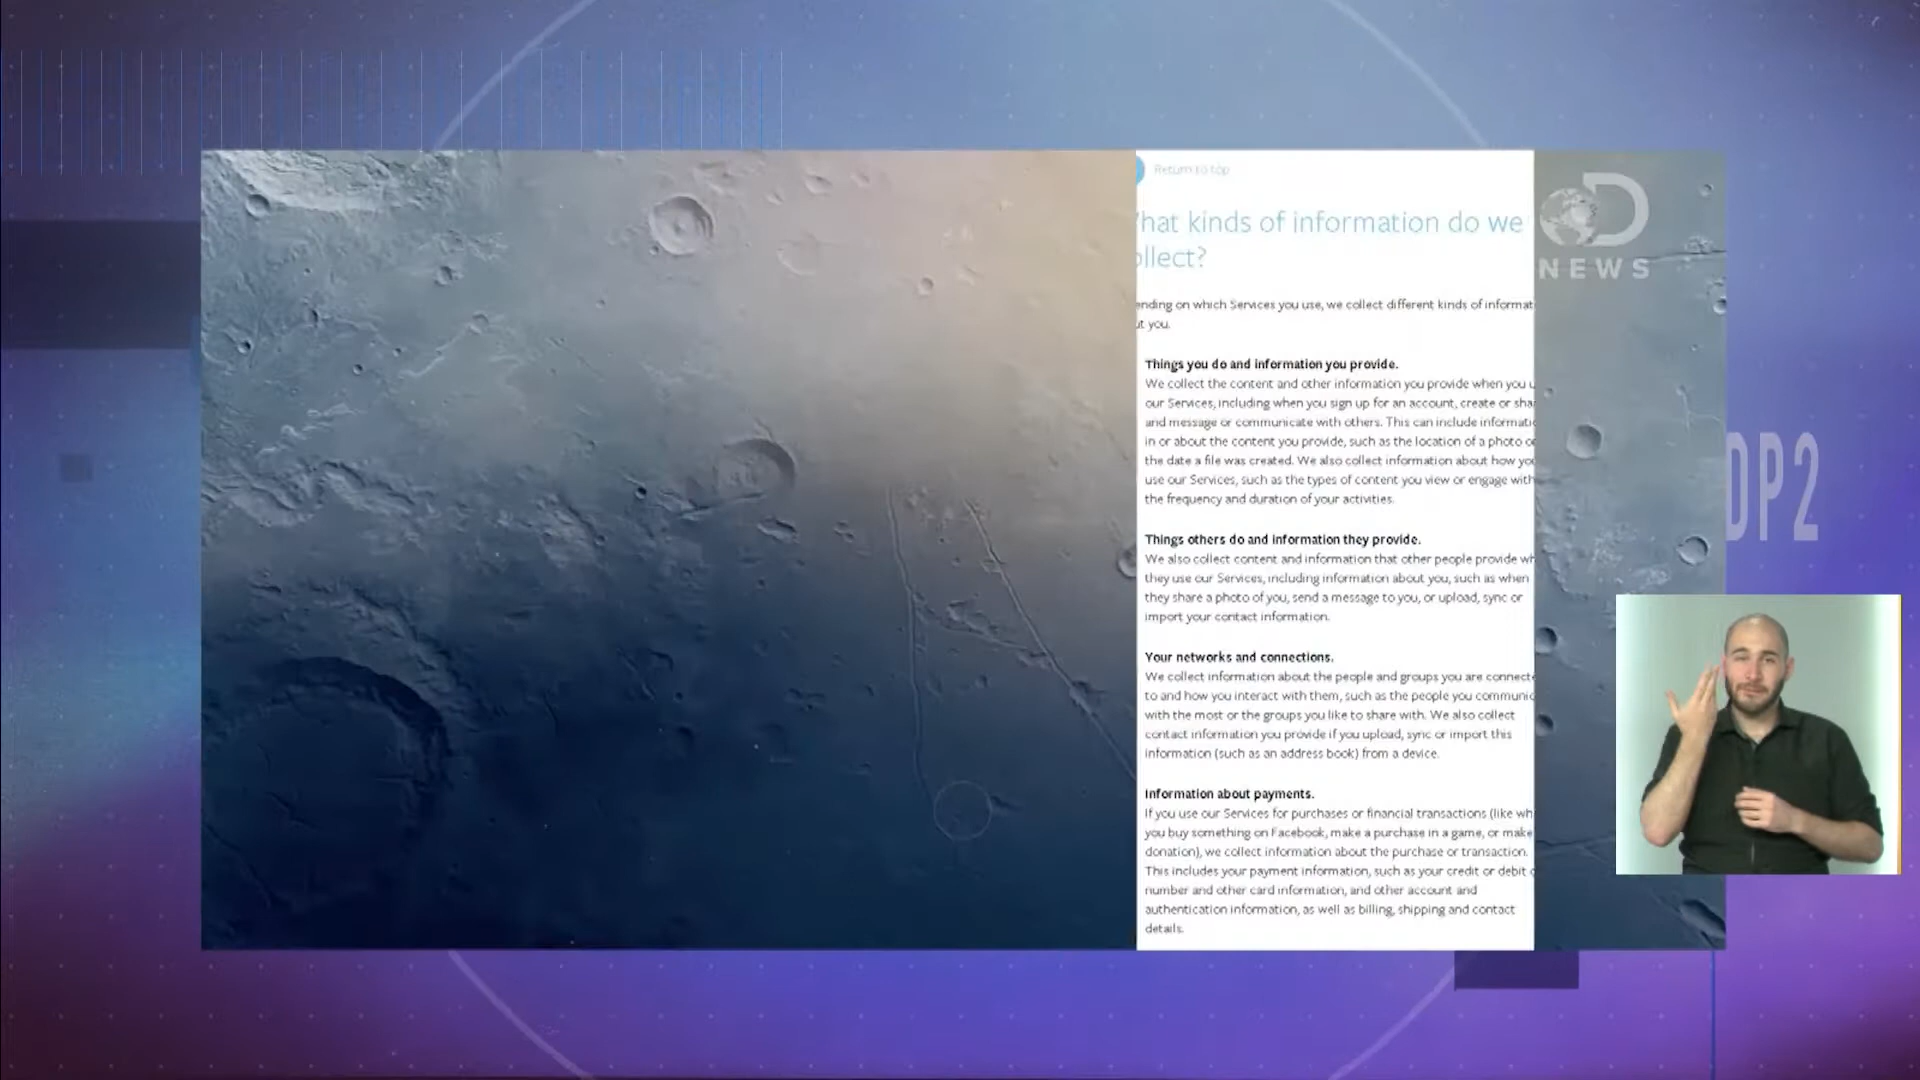 Return to top
hat kinds of information do we
ollect?
ending on which Services you use, we collect different kinds of informat
ut you.
Things you do and information you provide.
We collect the content and other information you provide when you u
our Services, including when you sign up for an account, create or shar
and message or communicate with others. This can include informatio
in or about the content you provide, such as the location of a photo or
the date a file was created. We also collect information about how you
use our Services, such as the types of content you view or engage with
the frequency and duration of your activities.
Things others do and information they provide.
We also collect content and information that other people provide wh
they use our Services, including information about you, such as when
they share a photo of you, send a message to you, or upload, sync or
import your contact information.
Your networks and connections.
We collect information about the people and groups you are connecte
to and how you interact with them, such as the people you communic
with the most or the groups you like to share with. We also collect
contact information you provide if you upload, sync or import this
information (such as an address book) from a device.
Information about payments.
If you use our Services for purchases or financial transactions (like wh
you buy something on Facebook, make a purchase in a game, or make
donation), we collect information about the purchase or transaction.
This includes your payment information, such as your credit or debit c
number and other card information, and other account and
authentication information, as well as billing, shipping and contact
details.
D
NEWS
OP2